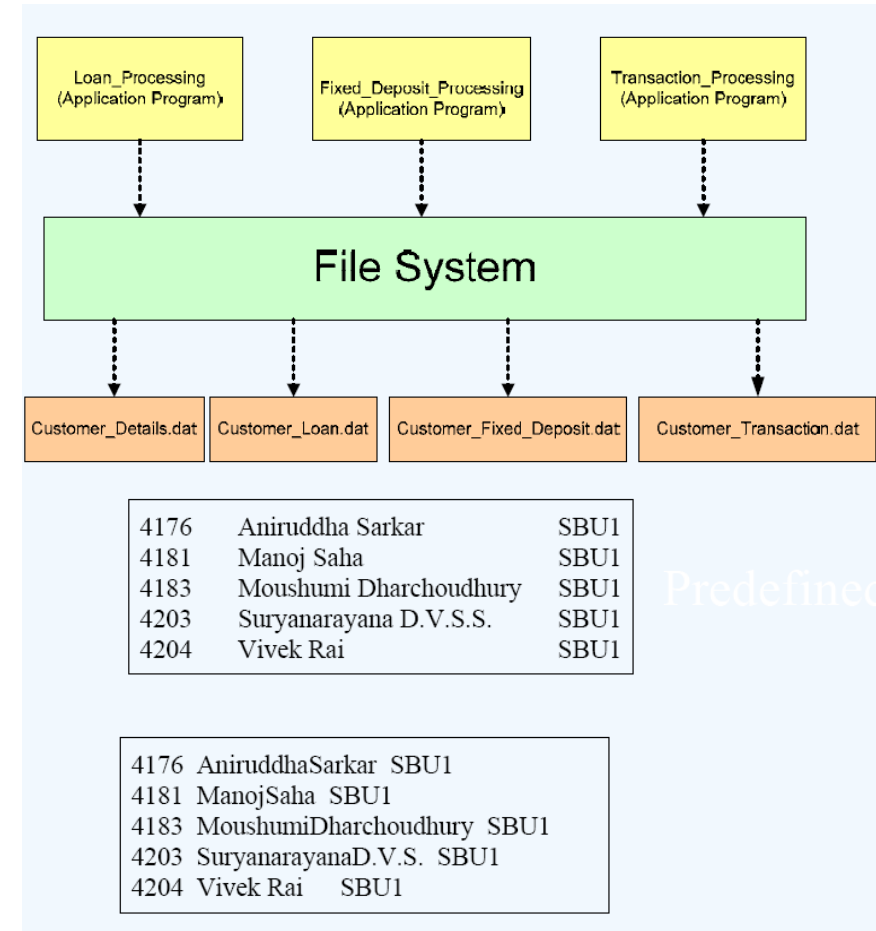 Loan_Processing
(Application Program)
Fixed_Deposit_Processing
(Application Program)
Transaction_Processing
(Application Program)
File System
Customer_Details.dat
Customer_Loan.dat
Customer_Fixed_Deposit.dat
Customer_Transaction.dat
4176 Aniruddha Sarkar SBU1
4181 Manoj Saha SBU1
4183 Moushumi Dharchoudhury SBU1
4203 Suryanarayana D.V.S.S. SBU1
4204 Vivek Rai SBU1
Predefined
4176 AniruddhaSarkar SBU1
4181 ManojSaha SBU1
4183 MoushumiDharchoudhury SBU1
4203 SuryanarayanaD.V.S. SBU1
4204 Vivek Rai SBU1